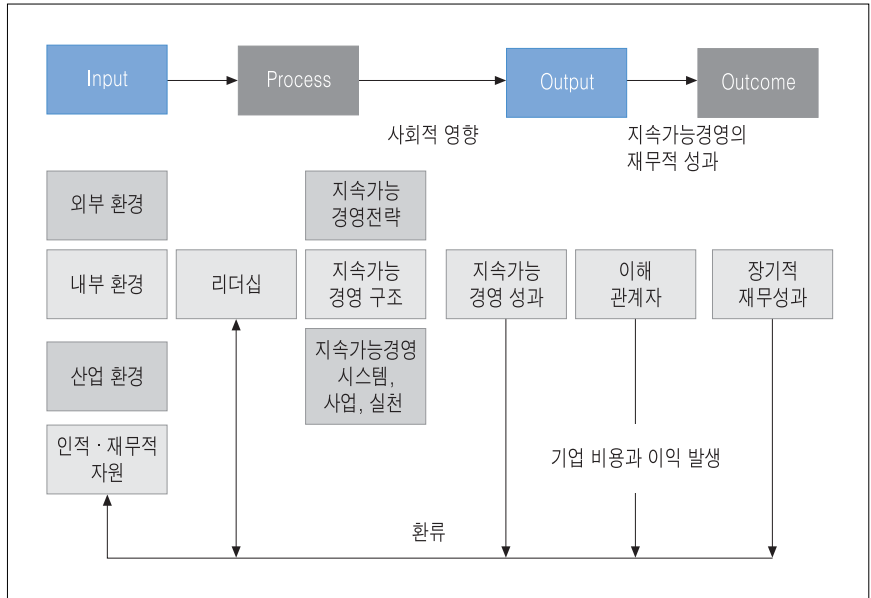 Input
Process
Output
Outcome
사회적 영향
지속가능경영의
재무적 성과
외부 환경
지속가능
경영전략
내부 환경
리더십
지속가능
경영 구조
지속가능
경영 성과
이해
관계자
장기적
재무성과
산업 환경
지속가능경영
시스템,
사업, 실천
인적 · 재무적
자원
기업 비용과 이익 발생
환류